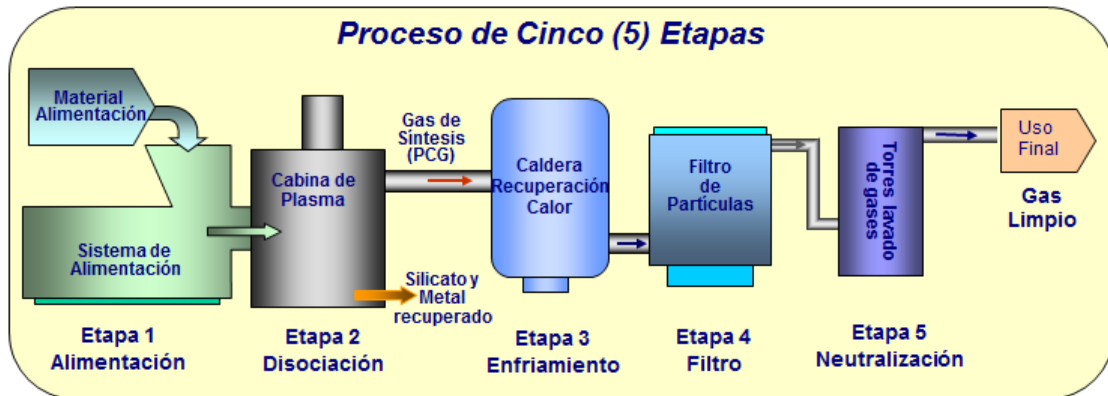 Proceso de Cinco (5) Etapas
Material
Alimentación
Sistema de
Alimentación
Cabina de
Plasma
Gas de
Síntesis
(PCG)
Silicato y
Metal
recuperado
Caldera
Recuperación
Calor
Filtro
de
Partículas
Torres lavado
de gases
Uso
Final
Gas
Limpio
Etapa 1
Alimentación
Etapa 2
Disociación
Etapa 3
Enfriamiento
Etapa 4
Filtro
Etapa 5
Neutralización